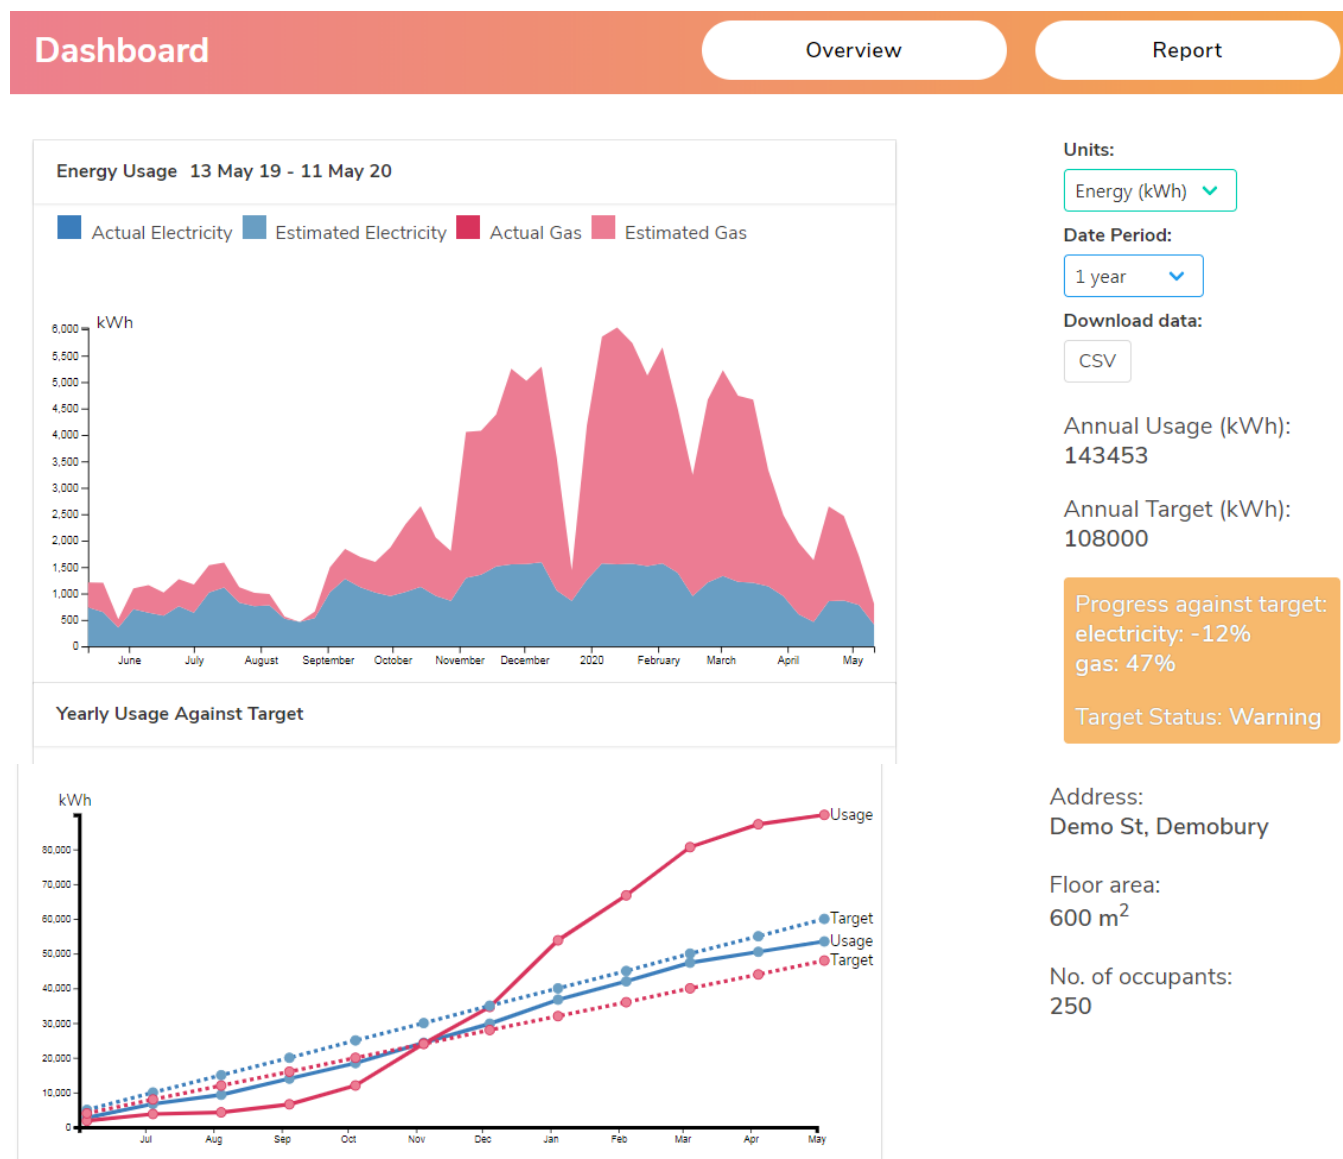 Dashboard
Overview
Report
Energy Usage 13 May 19 - 11 May 20
Actual Electricity
Estimated Electricity
Actual Gas
Estimated Gas
kWh
6,000
5,500
5,000
4,500
4,000
3,500
3,000
2,500
2,000
1,500
1,000
500
0
June July August September October November December 2020 February March April May
Yearly Usage Against Target
kWh
80,000
70,000
60,000
50,000
40,000
30,000
20,000
10,000
0
Usage
Target
Usage
Target
Jul Aug Sep Oct Nov Dec Jan Feb Mar Apr May
Units:
Energy (kWh)
Date Period:
1 year
Download data:
CSV
Annual Usage (kWh):
143453
Annual Target (kWh):
108000
Progress against target:
electricity: -12%
gas: 47%
Target Status: Warning
Address:
Demo St, Demobury
Floor area:
600 m²
No. of occupants:
250